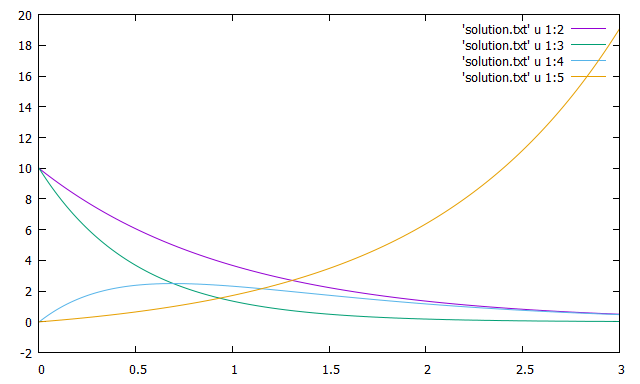 20
18
16
14
12
10
8
6
4
2
0
-2
'solution.txt' u 1:2
'solution.txt' u 1:3
'solution.txt' u 1:4
'solution.txt' u 1:5
0 0.5 1 1.5 2 2.5 3